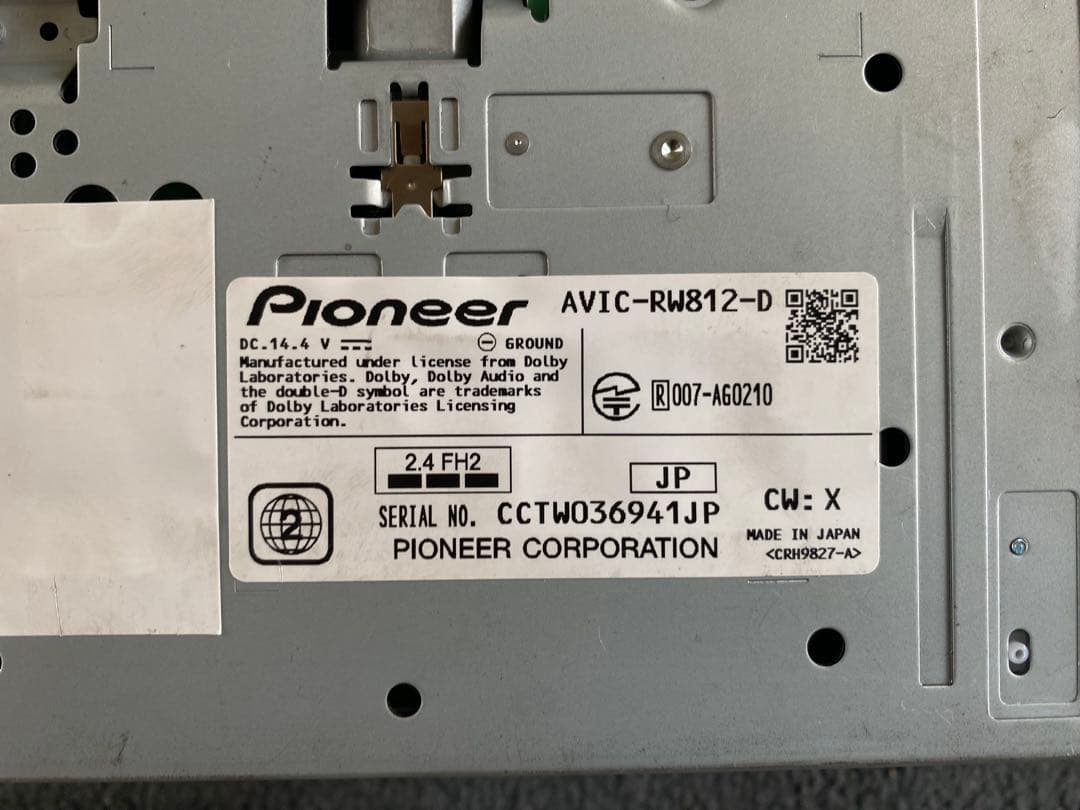 Pioneer
AVIC-RW812-D
DC.14.4 V
GROUND
Manufactured under license from Dolby
Laboratories. Dolby, Dolby Audio and
the double-D symbol are trademarks
of Dolby Laboratories Licensing
Corporation.
R 007-AG0210
2.4 FH2
JP
2
SERIAL NO. CCTW036941JP
CW: X
PIONEER CORPORATION
MADE IN JAPAN
<CRH9827-A>